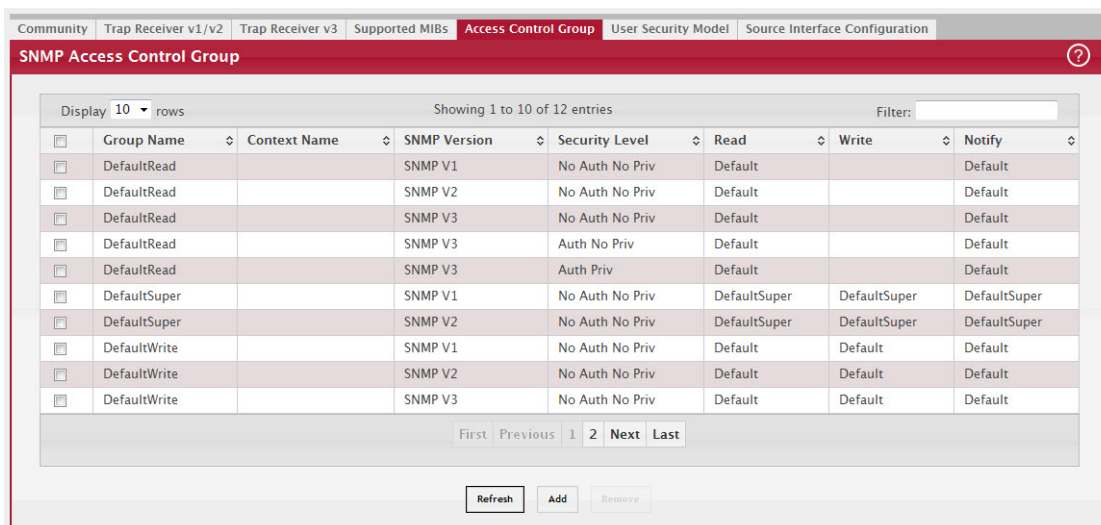 Community Trap Receiver v1/v2 Trap Receiver v3 Supported MIBs Access Control Group User Security Model Source Interface Configuration
SNMP Access Control Group ?
Display 10 rows Showing 1 to 10 of 12 entries Filter:
Group Name Context Name SNMP Version Security Level Read Write Notify
DefaultRead SNMP V1 No Auth No Priv Default Default
DefaultRead SNMP V2 No Auth No Priv Default Default
DefaultRead SNMP V3 No Auth No Priv Default Default
DefaultRead SNMP V3 Auth No Priv Default Default
DefaultRead SNMP V3 Auth Priv Default Default
DefaultSuper SNMP V1 No Auth No Priv DefaultSuper DefaultSuper DefaultSuper
DefaultSuper SNMP V2 No Auth No Priv DefaultSuper DefaultSuper DefaultSuper
DefaultWrite SNMP V1 No Auth No Priv Default Default Default
DefaultWrite SNMP V2 No Auth No Priv Default Default Default
DefaultWrite SNMP V3 No Auth No Priv Default Default Default
First Previous 1 2 Next Last
Refresh Add Remove